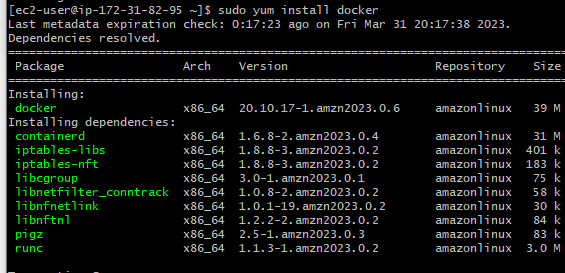 [ec2-user@ip-172-31-82-95 ~]$ sudo yum install docker
Last metadata expiration check: 0:17:23 ago on Fri Mar 31 20:17:38 2023.
Dependencies resolved.
================================================================================
Package Arch Version Repository Size
================================================================================
Installing:
docker x86_64 20.10.17-1.amzn2023.0.6 amazonlinux 39 M
Installing dependencies:
containerd x86_64 1.6.8-2.amzn2023.0.4 amazonlinux 31 M
iptables-libs x86_64 1.8.8-3.amzn2023.0.2 amazonlinux 401 k
iptables-nft x86_64 1.8.8-3.amzn2023.0.2 amazonlinux 183 k
libcgroup x86_64 3.0-1.amzn2023.0.1 amazonlinux 75 k
libnetfilter_conntrack x86_64 1.0.8-2.amzn2023.0.2 amazonlinux 58 k
libnfnetlink x86_64 1.0.1-19.amzn2023.0.2 amazonlinux 30 k
libnftnl x86_64 1.2.2-2.amzn2023.0.2 amazonlinux 84 k
pigz x86_64 2.5-1.amzn2023.0.3 amazonlinux 83 k
runc x86_64 1.1.3-1.amzn2023.0.2 amazonlinux 3.0 M